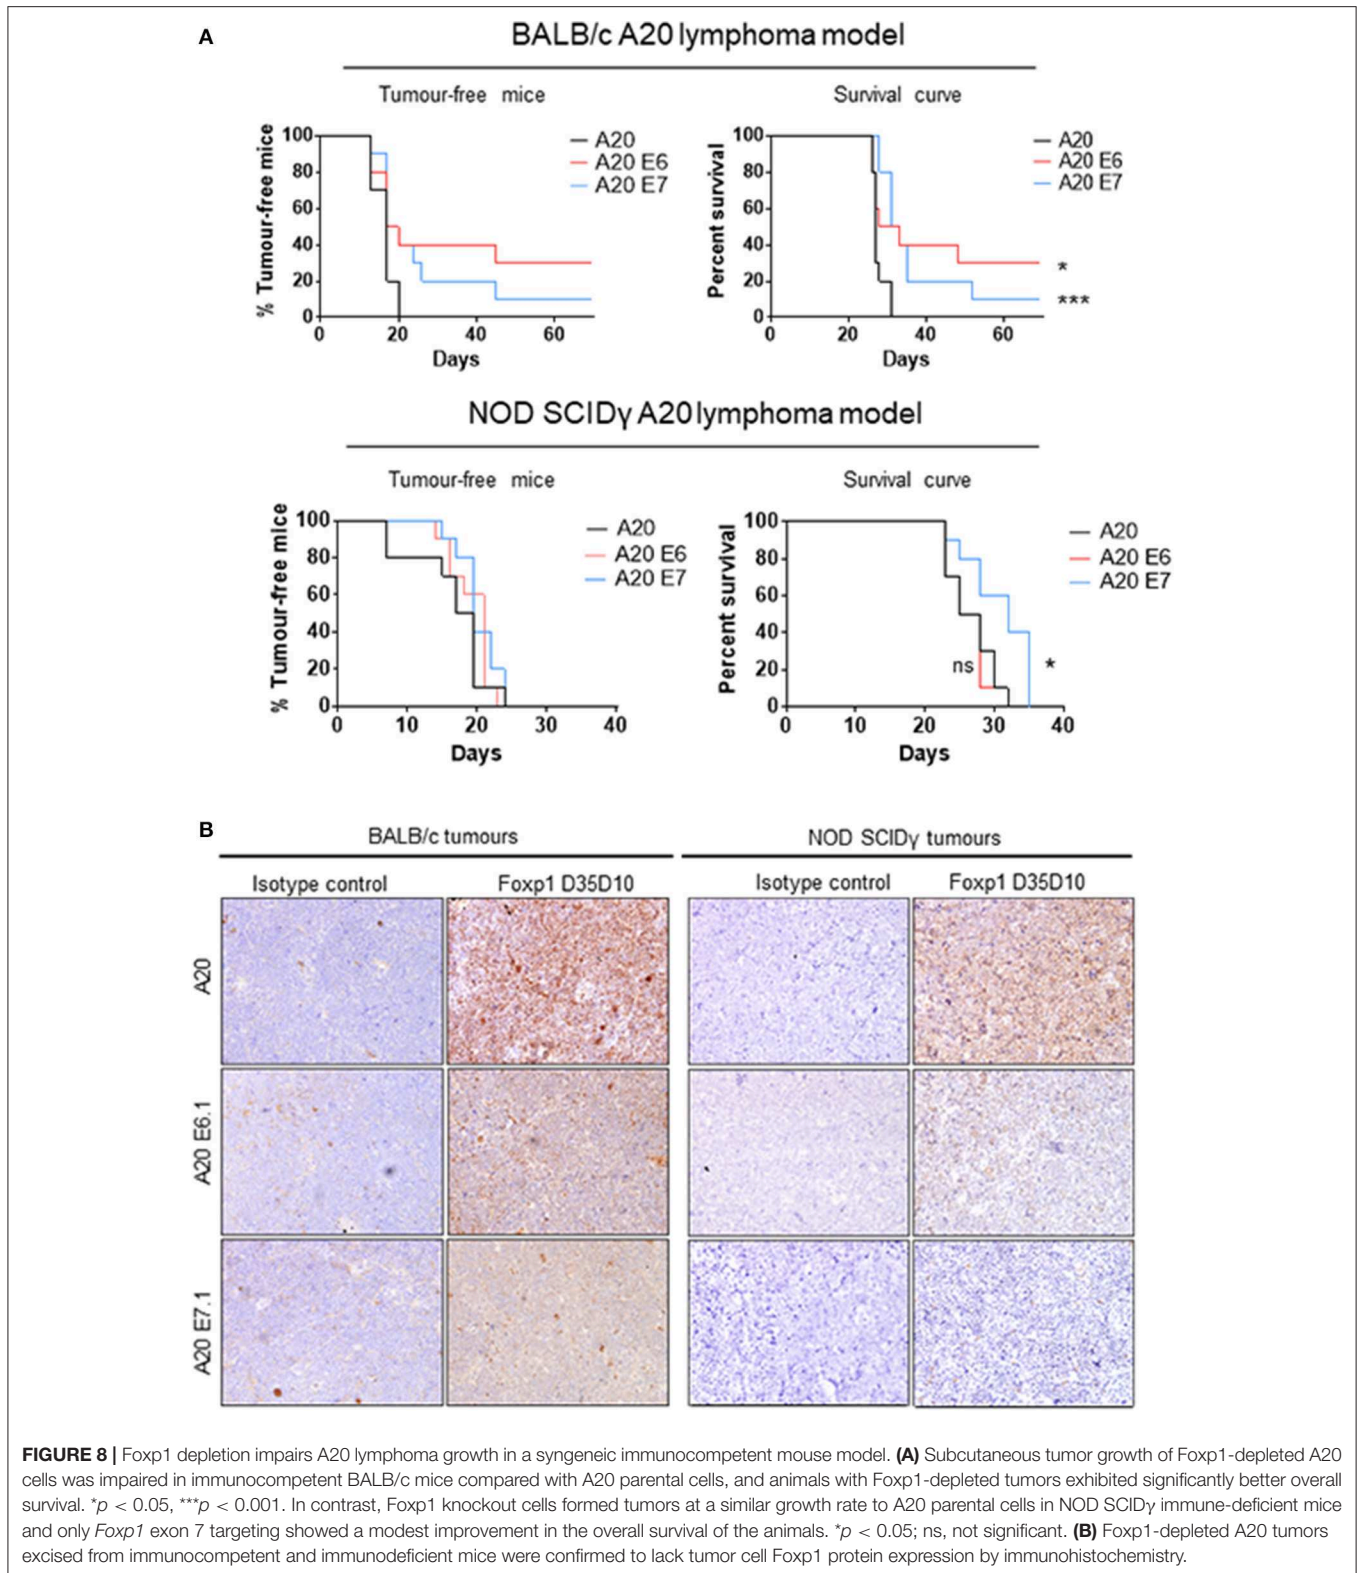 A
BALB/c A20 lymphoma model
Tumour-free mice
Survival curve
% Tumour-free mice
100
80
60
40
20
0
0
20
40
60
Days
A20
A20 E6
A20 E7
Percent survival
100
80
60
40
20
0
0
20
40
60
Days
A20
A20 E6
A20 E7
*
***
NOD SCIDγ A20 lymphoma model
Tumour-free mice
Survival curve
% Tumour-free mice
100
80
60
40
20
0
0
10
20
30
40
Days
A20
A20 E6
A20 E7
Percent survival
100
80
60
40
20
0
0
10
20
30
40
Days
A20
A20 E6
A20 E7
ns
*
B
BALB/c tumours
NOD SCIDγ tumours
Isotype control
Foxp1 D35D10
Isotype control
Foxp1 D35D10
A20
A20 E6.1
A20 E7.1
FIGURE 8 | Foxp1 depletion impairs A20 lymphoma growth in a syngeneic immunocompetent mouse model. (A) Subcutaneous tumor growth of Foxp1-depleted A20
cells was impaired in immunocompetent BALB/c mice compared with A20 parental cells, and animals with Foxp1-depleted tumors exhibited significantly better overall
survival. *p < 0.05, ***p < 0.001. In contrast, Foxp1 knockout cells formed tumors at a similar growth rate to A20 parental cells in NOD SCIDγ immune-deficient mice
and only Foxp1 exon 7 targeting showed a modest improvement in the overall survival of the animals. *p < 0.05; ns, not significant. (B) Foxp1-depleted A20 tumors
excised from immunocompetent and immunodeficient mice were confirmed to lack tumor cell Foxp1 protein expression by immunohistochemistry.